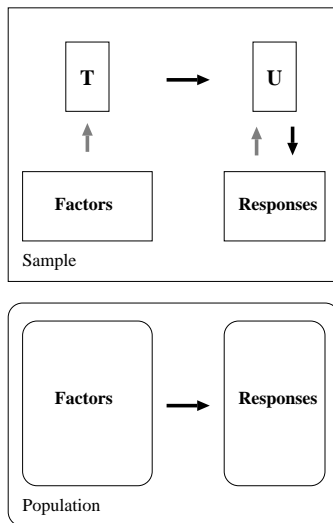 T
U
Factors
Responses
Sample
Factors
Responses
Population